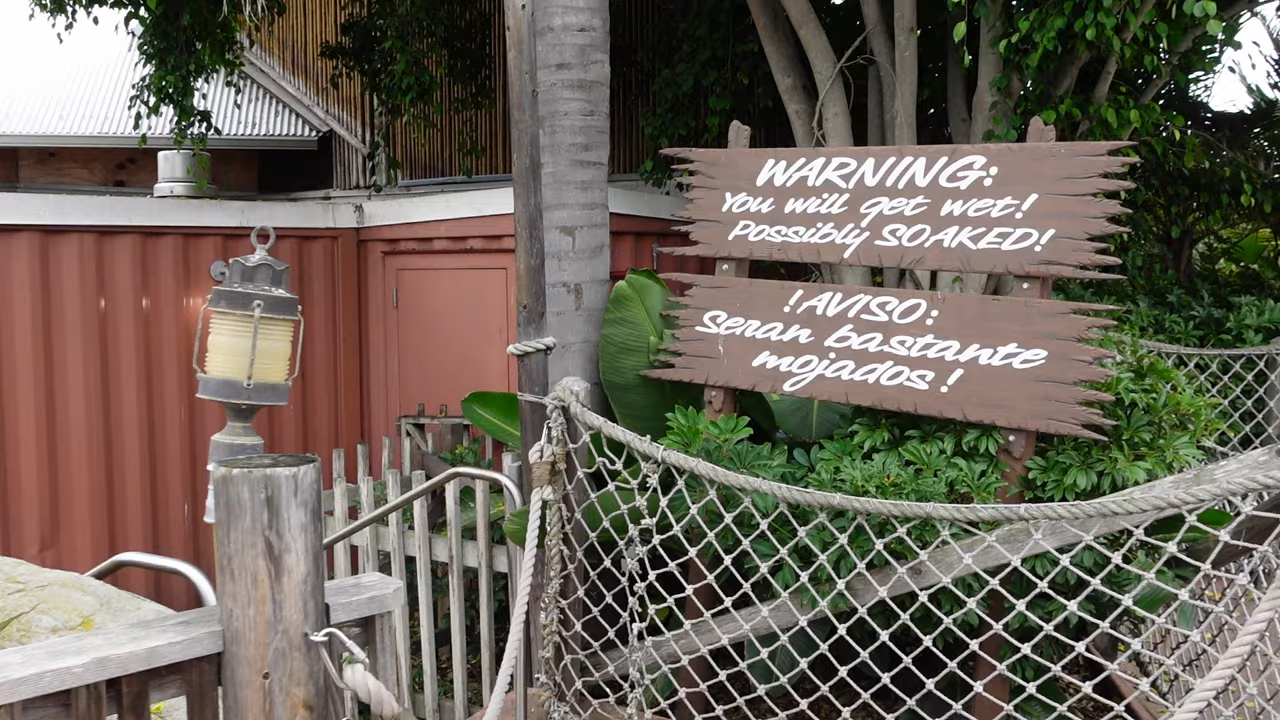 WARNING:
You will get wet!
Possibly SOAKED!
!AVISO:
Seran bastante
mojados!